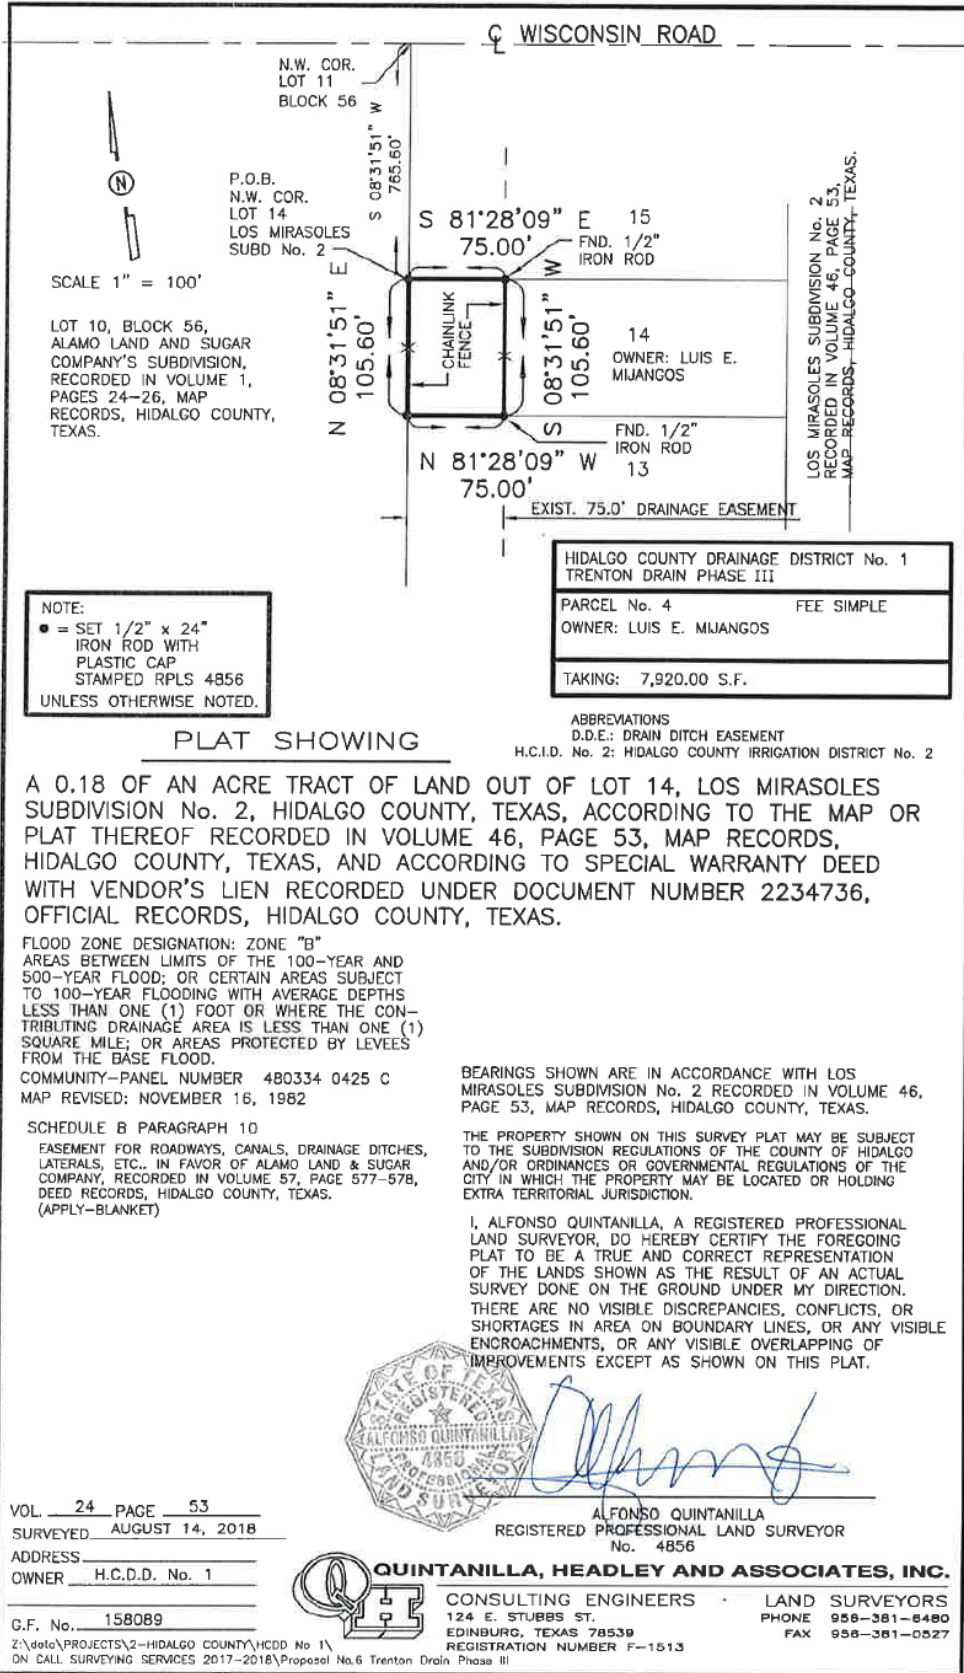 ℄ WISCONSIN ROAD
N.W. COR.
LOT 11
BLOCK 56
S 08°31'51" W
765.60'
N
P.O.B.
N.W. COR.
LOT 14
LOS MIRASOLES
SUBD No. 2
S 81°28'09" E
75.00'
15
FND. 1/2"
IRON ROD
SCALE 1" = 100'
LOT 10, BLOCK 56,
ALAMO LAND AND SUGAR
COMPANY'S SUBDIVISION,
RECORDED IN VOLUME 1,
PAGES 24-26, MAP
RECORDS, HIDALGO COUNTY,
TEXAS.
N 08°31'51" E
105.60'
CHAINLINK
FENCE
S 08°31'51" W
105.60'
14
OWNER: LUIS E.
MIJANGOS
LOS MIRASOLES SUBDIVISION No. 2
RECORDED IN VOLUME 46, PAGE 53,
MAP RECORDS, HIDALGO COUNTY, TEXAS.
FND. 1/2"
IRON ROD
13
N 81°28'09" W
75.00'
EXIST. 75.0' DRAINAGE EASEMENT
HIDALGO COUNTY DRAINAGE DISTRICT No. 1
TRENTON DRAIN PHASE III
PARCEL No. 4 FEE SIMPLE
OWNER: LUIS E. MIJANGOS
TAKING: 7,920.00 S.F.
NOTE:
● = SET 1/2" x 24"
IRON ROD WITH
PLASTIC CAP
STAMPED RPLS 4856
UNLESS OTHERWISE NOTED.
ABBREVIATIONS
D.D.E.: DRAIN DITCH EASEMENT
H.C.I.D. No. 2: HIDALGO COUNTY IRRIGATION DISTRICT No. 2
PLAT SHOWING
A 0.18 OF AN ACRE TRACT OF LAND OUT OF LOT 14, LOS MIRASOLES
SUBDIVISION No. 2, HIDALGO COUNTY, TEXAS, ACCORDING TO THE MAP OR
PLAT THEREOF RECORDED IN VOLUME 46, PAGE 53, MAP RECORDS,
HIDALGO COUNTY, TEXAS, AND ACCORDING TO SPECIAL WARRANTY DEED
WITH VENDOR'S LIEN RECORDED UNDER DOCUMENT NUMBER 2234736,
OFFICIAL RECORDS, HIDALGO COUNTY, TEXAS.
FLOOD ZONE DESIGNATION: ZONE "B"
AREAS BETWEEN LIMITS OF THE 100-YEAR AND
500-YEAR FLOOD; OR CERTAIN AREAS SUBJECT
TO 100-YEAR FLOODING WITH AVERAGE DEPTHS
LESS THAN ONE (1) FOOT OR WHERE THE CON-
TRIBUTING DRAINAGE AREA IS LESS THAN ONE (1)
SQUARE MILE; OR AREAS PROTECTED BY LEVEES
FROM THE BASE FLOOD.
COMMUNITY-PANEL NUMBER 480334 0425 C
MAP REVISED: NOVEMBER 16, 1982
SCHEDULE B PARAGRAPH 10
EASEMENT FOR ROADWAYS, CANALS, DRAINAGE DITCHES,
LATERALS, ETC.. IN FAVOR OF ALAMO LAND & SUGAR
COMPANY, RECORDED IN VOLUME 57, PAGE 577-578,
DEED RECORDS, HIDALGO COUNTY, TEXAS.
(APPLY-BLANKET)
BEARINGS SHOWN ARE IN ACCORDANCE WITH LOS
MIRASOLES SUBDIVISION No. 2 RECORDED IN VOLUME 46,
PAGE 53, MAP RECORDS, HIDALGO COUNTY, TEXAS.
THE PROPERTY SHOWN ON THIS SURVEY PLAT MAY BE SUBJECT
TO THE SUBDIVISION REGULATIONS OF THE COUNTY OF HIDALGO
AND/OR ORDINANCES OR GOVERNMENTAL REGULATIONS OF THE
CITY IN WHICH THE PROPERTY MAY BE LOCATED OR HOLDING
EXTRA TERRITORIAL JURISDICTION.
I, ALFONSO QUINTANILLA, A REGISTERED PROFESSIONAL
LAND SURVEYOR, DO HEREBY CERTIFY THE FOREGOING
PLAT TO BE A TRUE AND CORRECT REPRESENTATION
OF THE LANDS SHOWN AS THE RESULT OF AN ACTUAL
SURVEY DONE ON THE GROUND UNDER MY DIRECTION.
THERE ARE NO VISIBLE DISCREPANCIES, CONFLICTS, OR
SHORTAGES IN AREA ON BOUNDARY LINES, OR ANY VISIBLE
ENCROACHMENTS, OR ANY VISIBLE OVERLAPPING OF
IMPROVEMENTS EXCEPT AS SHOWN ON THIS PLAT.
STATE OF TEXAS
REGISTERED
ALFONSO QUINTANILLA
4856
PROFESSIONAL
LAND SURVEYOR
ALFONSO QUINTANILLA
REGISTERED PROFESSIONAL LAND SURVEYOR
No. 4856
VOL. 24 PAGE 53
SURVEYED AUGUST 14, 2018
ADDRESS
OWNER H.C.D.D. No. 1
G.F. No. 158089
Z:\data\PROJECTS\2-HIDALGO COUNTY\HCDD No 1\
ON CALL SURVEYING SERVICES 2017-2018\Proposal No.6 Trenton Drain Phase III
QH
QUINTANILLA, HEADLEY AND ASSOCIATES, INC.
CONSULTING ENGINEERS · LAND SURVEYORS
124 E. STUBBS ST. PHONE 956-381-6480
EDINBURG, TEXAS 78539 FAX 956-381-0527
REGISTRATION NUMBER F-1513